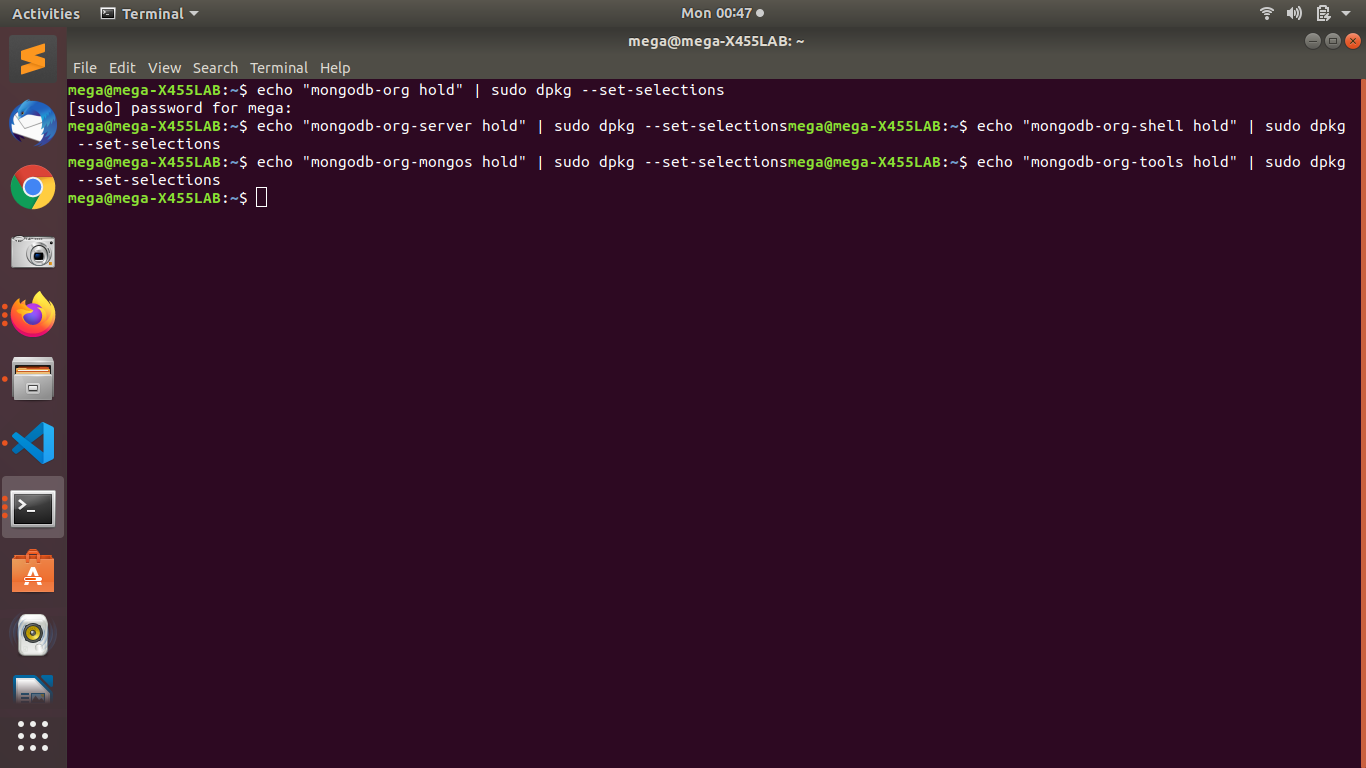 Activities Terminal Mon 00:47
mega@mega-X455LAB: ~
File Edit View Search Terminal Help
mega@mega-X455LAB:~$ echo "mongodb-org hold" | sudo dpkg --set-selections
[sudo] password for mega:
mega@mega-X455LAB:~$ echo "mongodb-org-server hold" | sudo dpkg --set-selectionsmega@mega-X455LAB:~$ echo "mongodb-org-shell hold" | sudo dpkg
--set-selections
mega@mega-X455LAB:~$ echo "mongodb-org-mongos hold" | sudo dpkg --set-selectionsmega@mega-X455LAB:~$ echo "mongodb-org-tools hold" | sudo dpkg
--set-selections
mega@mega-X455LAB:~$